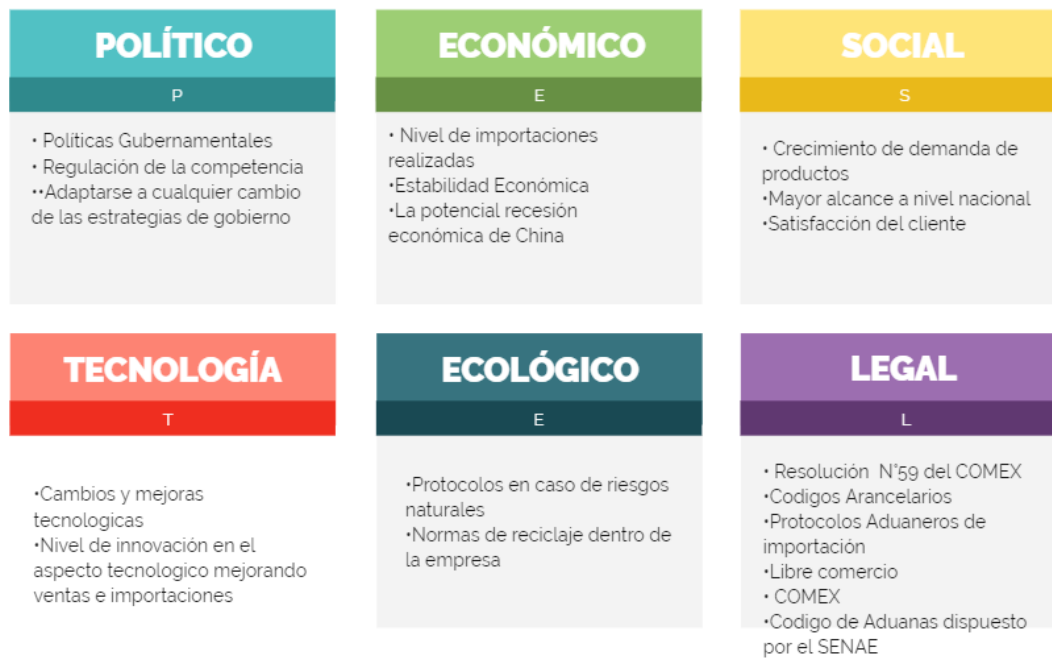 POLÍTICO
P
• Políticas Gubernamentales
• Regulación de la competencia
••Adaptarse a cualquier cambio
de las estrategias de gobierno
ECONÓMICO
E
• Nivel de importaciones
realizadas
•Estabilidad Económica
•La potencial recesión
económica de China
SOCIAL
S
• Crecimiento de demanda de
productos
•Mayor alcance a nivel nacional
•Satisfacción del cliente
TECNOLOGÍA
T
•Cambios y mejoras
tecnologicas
•Nivel de innovación en el
aspecto tecnologico mejorando
ventas e importaciones
ECOLÓGICO
E
•Protocolos en caso de riesgos
naturales
•Normas de reciclaje dentro de
la empresa
LEGAL
L
• Resolución N°59 del COMEX
•Codigos Arancelarios
•Protocolos Aduaneros de
importación
•Libre comercio
• COMEX
•Codigo de Aduanas dispuesto
por el SENAE